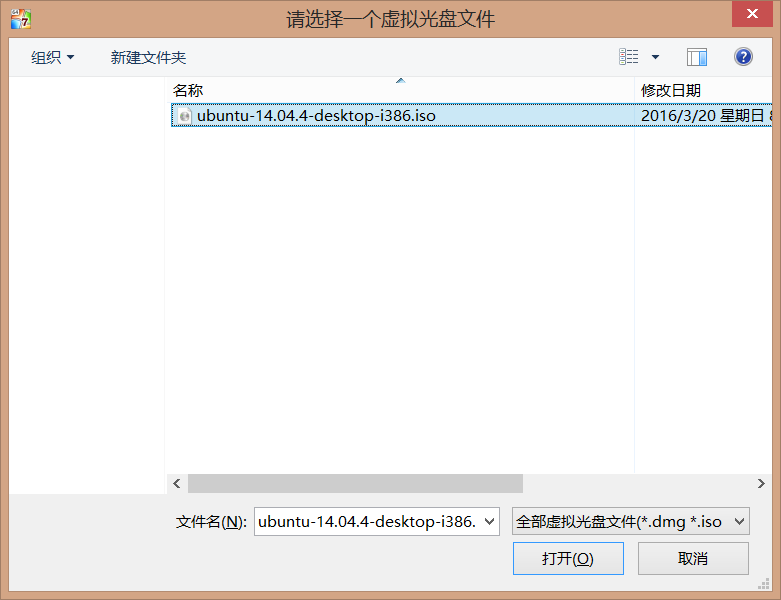 请选择一个虚拟光盘文件
组织 新建文件夹
名称 修改日期
ubuntu-14.04.4-desktop-i386.iso 2016/3/20 星期日
文件名(N): ubuntu-14.04.4-desktop-i386. 全部虚拟光盘文件(*.dmg *.iso
打开(O) 取消